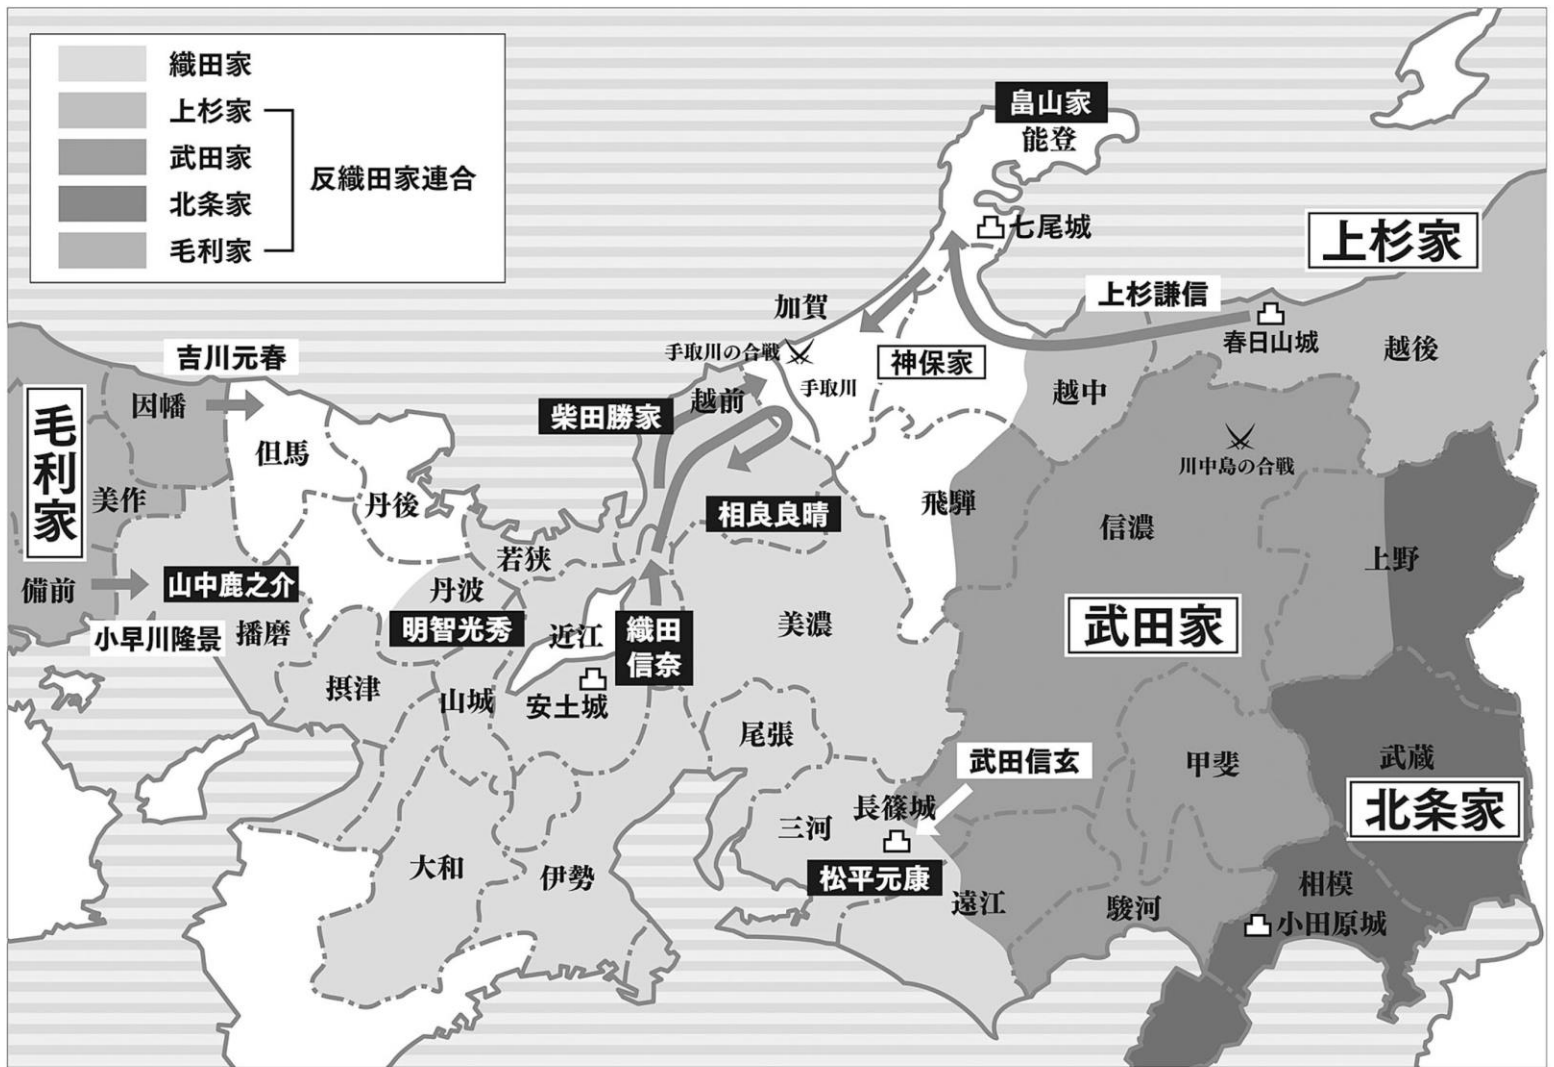 織田家
上杉家
武田家
北条家
毛利家
反織田家連合
畠山家
能登
七尾城
上杉家
上杉謙信
春日山城
越後
加賀
手取川の合戦
手取川
神保家
越中
吉川元春
因幡
毛利家
但馬
柴田勝家
越前
川中島の合戦
美作
丹後
相良良晴
飛騨
信濃
上野
若狭
備前
山中鹿之介
丹波
明智光秀
小早川隆景
播磨
近江
織田
信奈
美濃
武田家
摂津
山城
安土城
尾張
武田信玄
甲斐
武蔵
北条家
長篠城
三河
松平元康
大和
伊勢
遠江
駿河
相模
小田原城